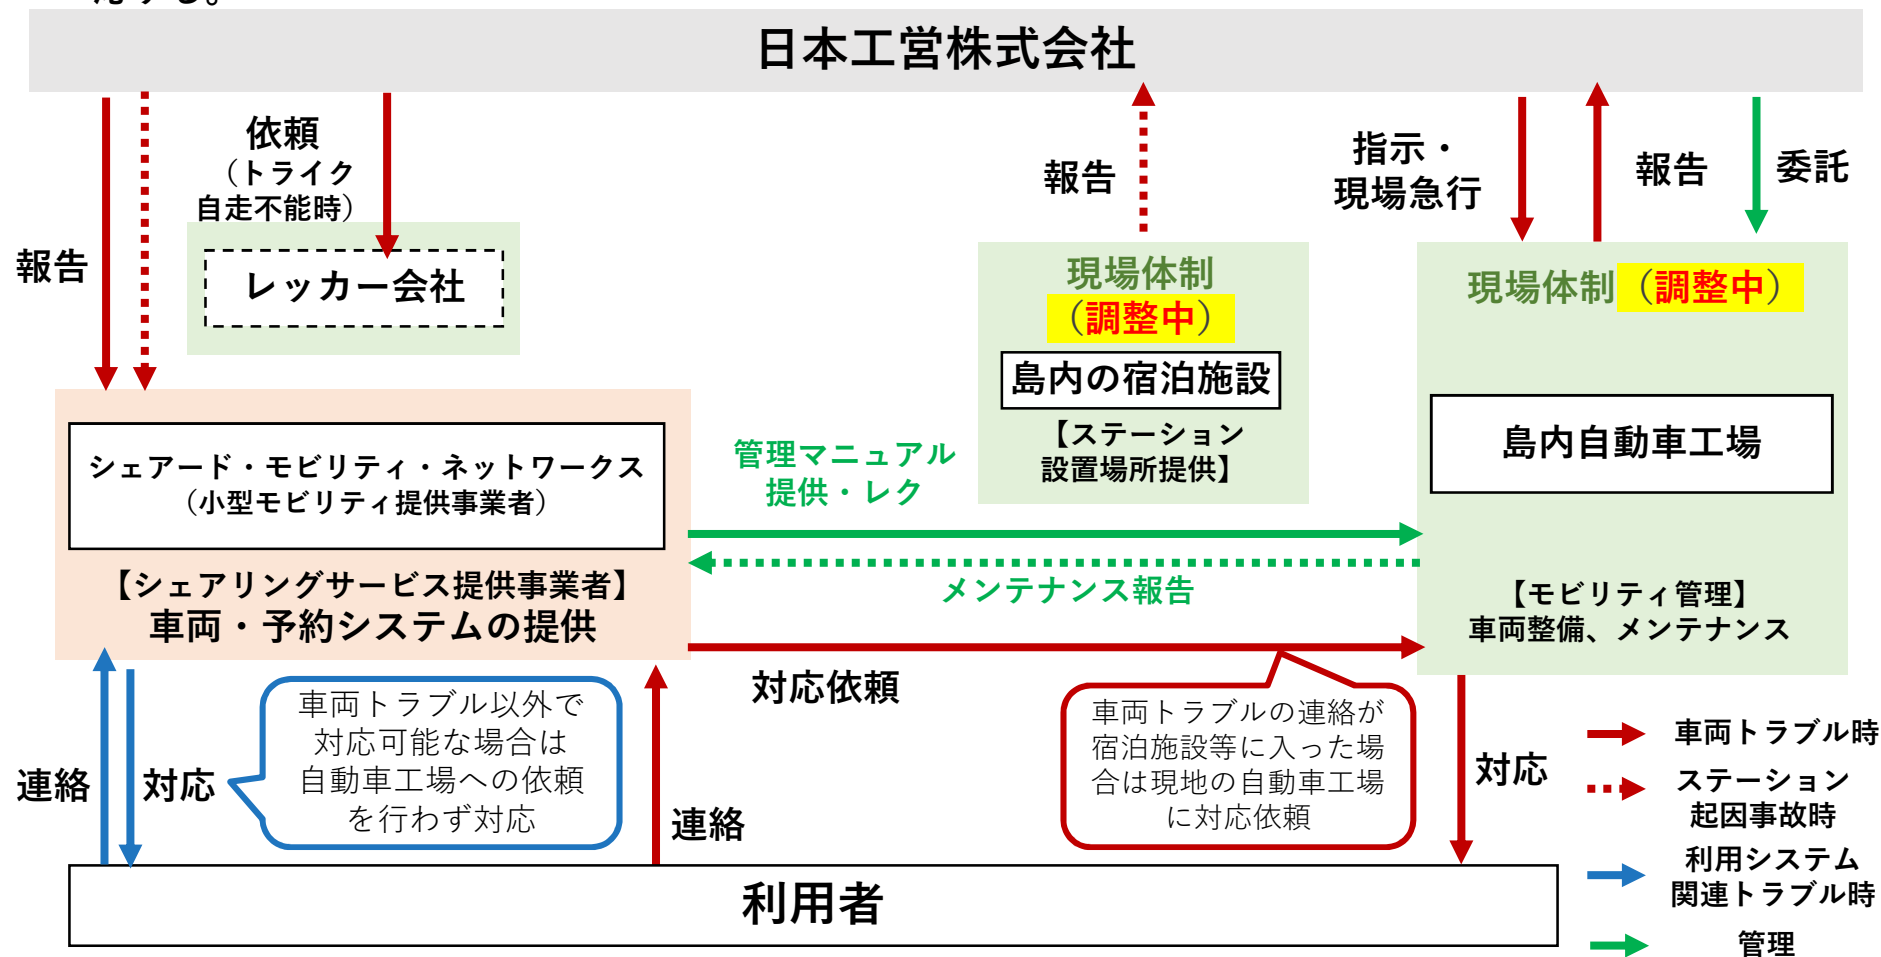 応する。
日本工営株式会社
依頼
（トライク
自走不能時）
報告
レッカー会社
報告
指示・
現場急行
報告
委託
現場体制
（調整中）
島内の宿泊施設
【ステーション
設置場所提供】
現場体制（調整中）
島内自動車工場
【モビリティ管理】
車両整備、メンテナンス
シェアード・モビリティ・ネットワークス
（小型モビリティ提供事業者）
【シェアリングサービス提供事業者】
車両・予約システムの提供
管理マニュアル
提供・レク
メンテナンス報告
対応依頼
連絡
対応
車両トラブル以外で
対応可能な場合は
自動車工場への依頼
を行わず対応
連絡
車両トラブルの連絡が
宿泊施設等に入った場
合は現地の自動車工場
に対応依頼
対応
利用者
車両トラブル時
ステーション
起因事故時
利用システム
関連トラブル時
管理